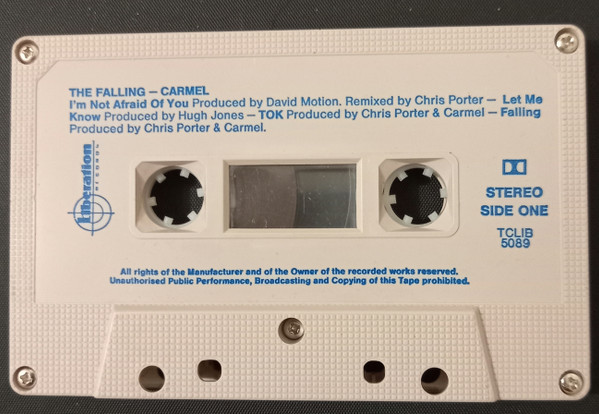 THE FALLING — CARMEL
I'm Not Afraid Of You Produced by David Motion. Remixed by Chris Porter — Let Me
Know Produced by Hugh Jones — TOK Produced by Chris Porter & Carmel — Falling
Produced by Chris Porter & Carmel.
liberation
RECORDS
STEREO
SIDE ONE
TCLIB
5089
All rights of the Manufacturer and of the Owner of the recorded works reserved.
Unauthorised Public Performance, Broadcasting and Copying of this Tape prohibited.